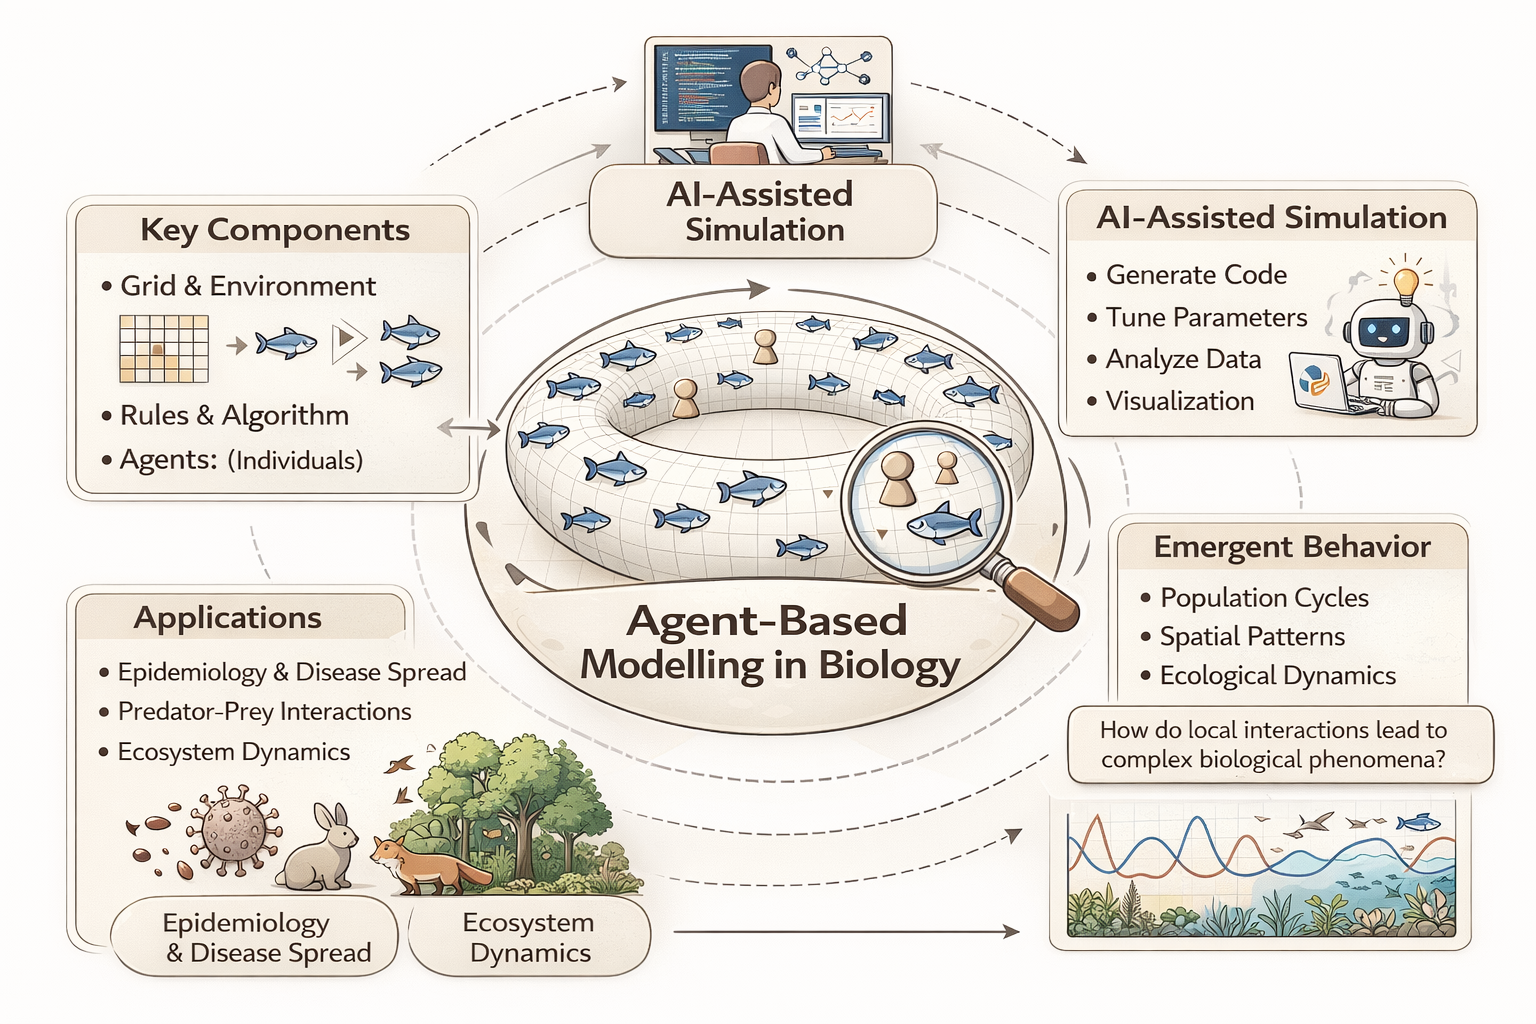 AI-Assisted
Simulation
Key Components
• Grid & Environment
• Rules & Algorithm
• Agents: (Individuals)
AI-Assisted Simulation
• Generate Code
• Tune Parameters
• Analyze Data
• Visualization
Agent-Based
Modelling in Biology
Applications
• Epidemiology & Disease Spread
• Predator-Prey Interactions
• Ecosystem Dynamics
Epidemiology
& Disease Spread
Ecosystem
Dynamics
Emergent Behavior
• Population Cycles
• Spatial Patterns
• Ecological Dynamics
How do local interactions lead to
complex biological phenomena?